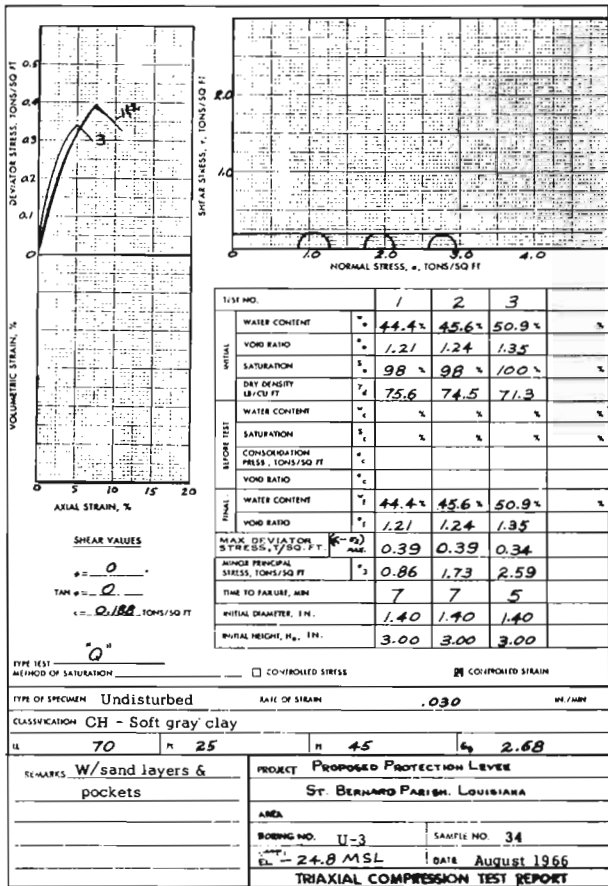 DEVIATOR STRESS, TONS/SQ FT
0.5
0.4
0.3
0.2
0.1
0
1+2
3
VOLUMETRIC STRAIN, %
0 5 10 15 20
AXIAL STRAIN, %
SHEAR STRESS, τ, TONS/SQ FT
2.0
1.0
0 1.0 2.0 3.0 4.0
NORMAL STRESS, σ, TONS/SQ FT
SHEAR VALUES
φ = 0 °
TAN φ = 0
c = 0.188 TONS/SQ FT
TEST NO. 1 2 3
INITIAL
WATER CONTENT w₀ 44.4 % 45.6 % 50.9 % %
VOID RATIO e₀ 1.21 1.24 1.35
SATURATION S₀ 98 % 98 % 100 % %
DRY DENSITY LB/CU FT γd 75.6 74.5 71.3
BEFORE TEST
WATER CONTENT wc % % % %
SATURATION Sc % % % %
CONSOLIDATION PRESS., TONS/SQ FT σc
VOID RATIO ec
FINAL
WATER CONTENT wf 44.4 % 45.6 % 50.9 %
VOID RATIO ef 1.21 1.24 1.35
MAX DEVIATOR STRESS, T/SQ. FT. MAX. 0.39 0.39 0.34
MINOR PRINCIPAL STRESS, TONS/SQ FT σ₃ 0.86 1.73 2.59
TIME TO FAILURE, MIN 7 7 5
INITIAL DIAMETER, IN. 1.40 1.40 1.40
INITIAL HEIGHT, H₀, IN. 3.00 3.00 3.00
TYPE TEST "Q"
METHOD OF SATURATION
CONTROLLED STRESS CONTROLLED STRAIN
TYPE OF SPECIMEN Undisturbed RATE OF STRAIN .030 IN./MIN
CLASSIFICATION CH - Soft gray clay
LL 70 PL 25 PI 45 Gs 2.68
REMARKS W/sand layers &
pockets
PROJECT PROPOSED PROTECTION LEVEE
ST. BERNARD PARISH, LOUISIANA
AREA
BORING NO. U-3 SAMPLE NO. 34
EL -24.8 MSL DATE August 1966
TRIAXIAL COMPRESSION TEST REPORT